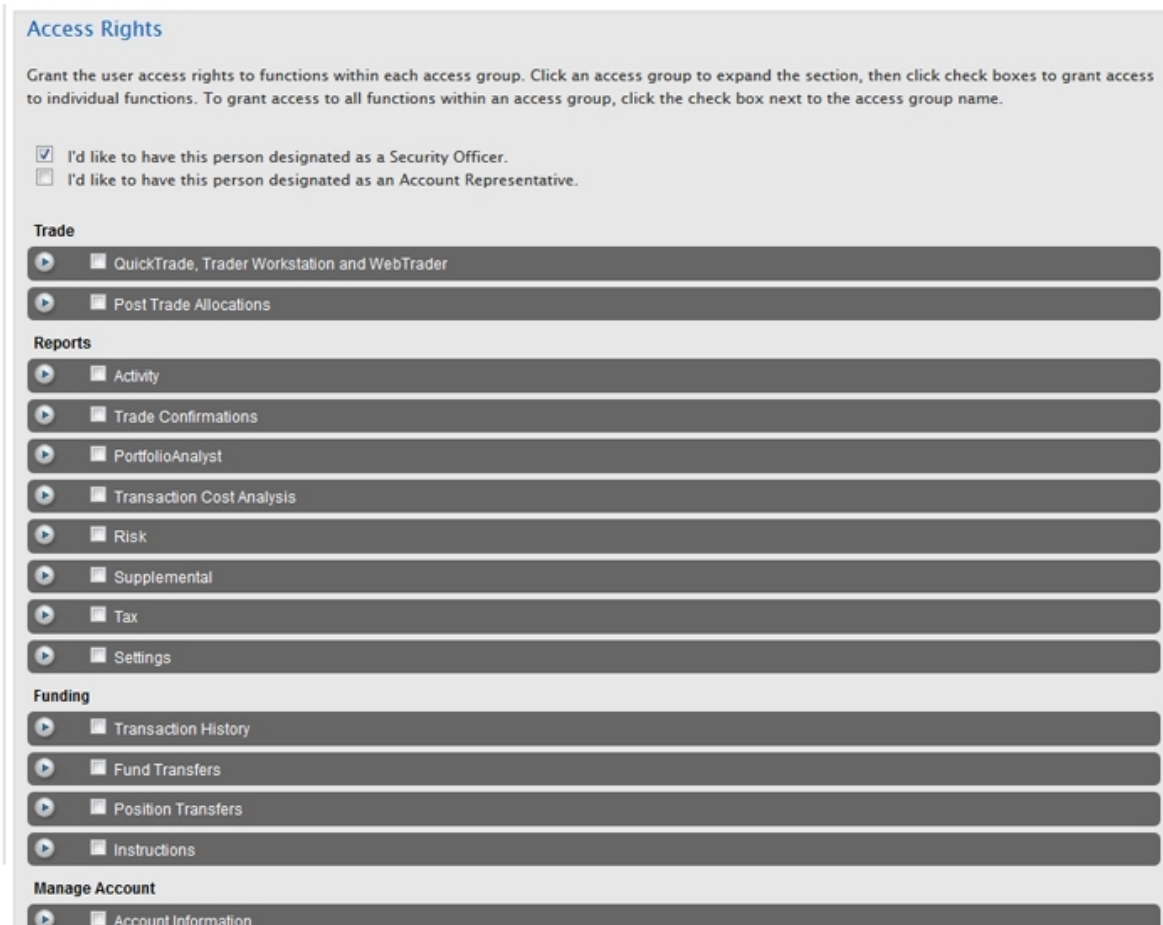 Access Rights
Grant the user access rights to functions within each access group. Click an access group to expand the section, then click check boxes to grant access
to individual functions. To grant access to all functions within an access group, click the check box next to the access group name.
I'd like to have this person designated as a Security Officer.
I'd like to have this person designated as an Account Representative.
Trade
QuickTrade, Trader Workstation and WebTrader
Post Trade Allocations
Reports
Activity
Trade Confirmations
PortfolioAnalyst
Transaction Cost Analysis
Risk
Supplemental
Tax
Settings
Funding
Transaction History
Fund Transfers
Position Transfers
Instructions
Manage Account
Account Information